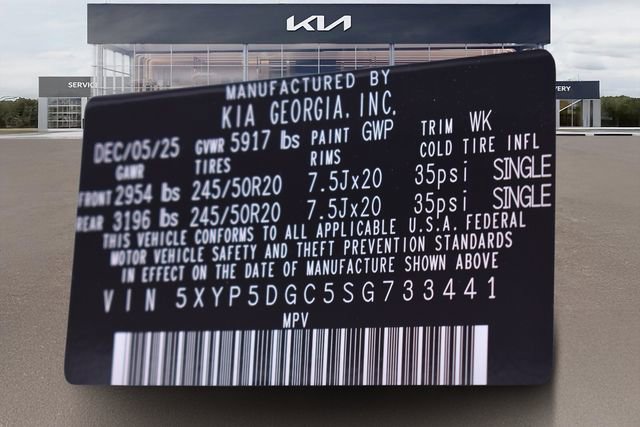 KIA
SERVICE
VERY
MANUFACTURED BY
KIA GEORGIA, INC.
DEC/05/25 GVWR 5917 lbs PAINT GWP TRIM WK
GAWR TIRES RIMS COLD TIRE INFL
FRONT 2954 lbs 245/50R20 7.5Jx20 35psi SINGLE
REAR 3196 lbs 245/50R20 7.5Jx20 35psi SINGLE
THIS VEHICLE CONFORMS TO ALL APPLICABLE U.S.A. FEDERAL
MOTOR VEHICLE SAFETY AND THEFT PREVENTION STANDARDS
IN EFFECT ON THE DATE OF MANUFACTURE SHOWN ABOVE
VIN 5XYP5DGC5SG733441
MPV